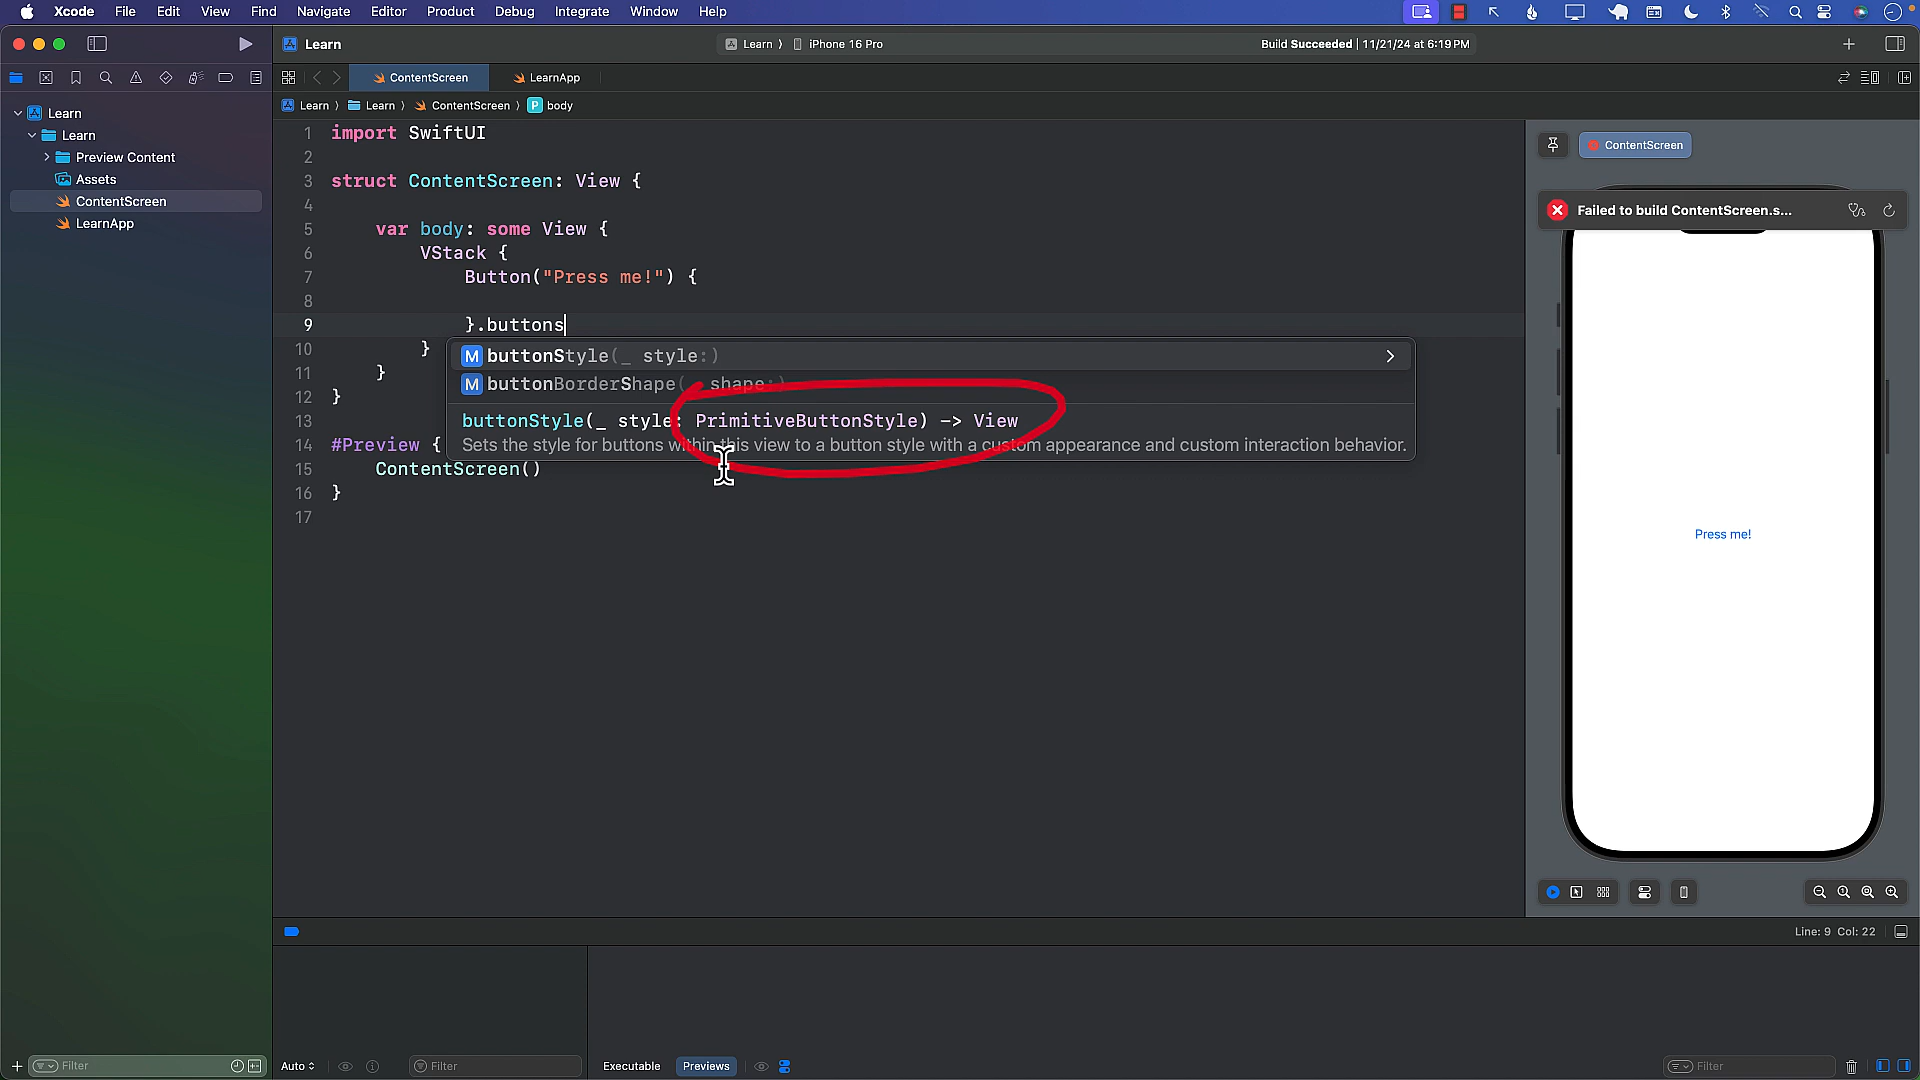 Xcode File Edit View Find Navigate Editor Product Debug Integrate Window Help
Learn
Learn
Learn
Preview Content
Assets
ContentScreen
LearnApp
Filter
Learn 〉 iPhone 16 Pro
Build Succeeded | 11/21/24 at 6:19 PM
ContentScreen LearnApp
Learn 〉 Learn 〉 ContentScreen 〉 P body
1 import SwiftUI
2
3 struct ContentScreen: View {
4
5 var body: some View {
6 VStack {
7 Button("Press me!") {
8
9 }.buttons
10 }
11 }
12 }
13
14 #Preview {
15 ContentScreen()
16 }
17
M buttonStyle(_ style:)
M buttonBorderShape(_ shape:)
buttonStyle(_ style: PrimitiveButtonStyle) -> View
Sets the style for buttons within this view to a button style with a custom appearance and custom interaction behavior.
ContentScreen
Failed to build ContentScreen.s...
Press me!
Line: 9 Col: 22
Auto
Filter
Executable Previews
Filter